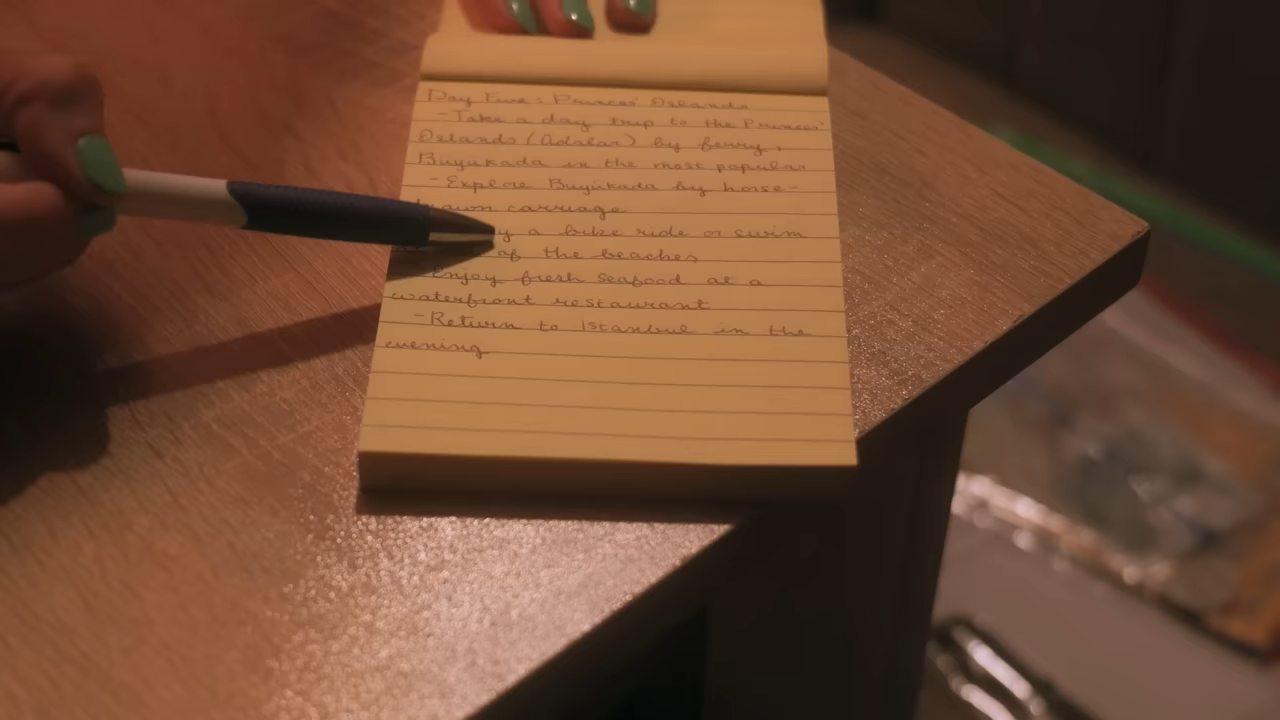 Day Five: Princes' Islands
-Take a day trip to the Princes'
Islands (Adalar) by ferry,
Buyukada in the most popular
-Explore Buyukada by horse-
drawn carriage
a bike ride or swim
of the beaches
Enjoy fresh seafood at a
waterfront restaurant
-Return to Istanbul in the
evening